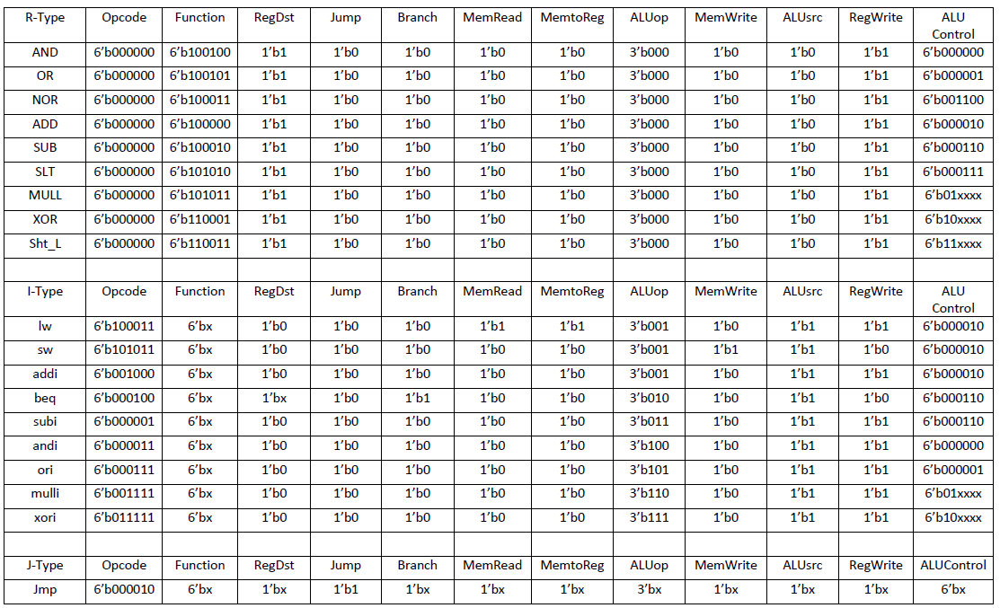 R-Type Opcode Function RegDst Jump Branch MemRead MemtoReg ALUop MemWrite ALUsrc RegWrite ALU
Control
AND 6’b000000 6’b100100 1’b1 1’b0 1’b0 1’b0 1’b0 3’b000 1’b0 1’b0 1’b1 6’b000000
OR 6’b000000 6’b100101 1’b1 1’b0 1’b0 1’b0 1’b0 3’b000 1’b0 1’b0 1’b1 6’b000001
NOR 6’b000000 6’b100011 1’b1 1’b0 1’b0 1’b0 1’b0 3’b000 1’b0 1’b0 1’b1 6’b001100
ADD 6’b000000 6’b100000 1’b1 1’b0 1’b0 1’b0 1’b0 3’b000 1’b0 1’b0 1’b1 6’b000010
SUB 6’b000000 6’b100010 1’b1 1’b0 1’b0 1’b0 1’b0 3’b000 1’b0 1’b0 1’b1 6’b000110
SLT 6’b000000 6’b101010 1’b1 1’b0 1’b0 1’b0 1’b0 3’b000 1’b0 1’b0 1’b1 6’b000111
MULL 6’b000000 6’b101011 1’b1 1’b0 1’b0 1’b0 1’b0 3’b000 1’b0 1’b0 1’b1 6’b01xxxx
XOR 6’b000000 6’b110001 1’b1 1’b0 1’b0 1’b0 1’b0 3’b000 1’b0 1’b0 1’b1 6’b10xxxx
Sht_L 6’b000000 6’b110011 1’b1 1’b0 1’b0 1’b0 1’b0 3’b000 1’b0 1’b0 1’b1 6’b11xxxx
I-Type Opcode Function RegDst Jump Branch MemRead MemtoReg ALUop MemWrite ALUsrc RegWrite ALU
Control
lw 6’b100011 6’bx 1’b0 1’b0 1’b0 1’b1 1’b1 3’b001 1’b0 1’b1 1’b1 6’b000010
sw 6’b101011 6’bx 1’b0 1’b0 1’b0 1’b0 1’b0 3’b001 1’b1 1’b1 1’b0 6’b000010
addi 6’b001000 6’bx 1’b0 1’b0 1’b0 1’b0 1’b0 3’b001 1’b0 1’b1 1’b1 6’b000010
beq 6’b000100 6’bx 1’bx 1’b0 1’b1 1’b0 1’b0 3’b010 1’b0 1’b1 1’b0 6’b000110
subi 6’b000001 6’bx 1’b0 1’b0 1’b0 1’b0 1’b0 3’b011 1’b0 1’b1 1’b1 6’b000110
andi 6’b000011 6’bx 1’b0 1’b0 1’b0 1’b0 1’b0 3’b100 1’b0 1’b1 1’b1 6’b000000
ori 6’b000111 6’bx 1’b0 1’b0 1’b0 1’b0 1’b0 3’b101 1’b0 1’b1 1’b1 6’b000001
mulli 6’b001111 6’bx 1’b0 1’b0 1’b0 1’b0 1’b0 3’b110 1’b0 1’b1 1’b1 6’b01xxxx
xori 6’b011111 6’bx 1’b0 1’b0 1’b0 1’b0 1’b0 3’b111 1’b0 1’b1 1’b1 6’b10xxxx
J-Type Opcode Function RegDst Jump Branch MemRead MemtoReg ALUop MemWrite ALUsrc RegWrite ALUControl
Jmp 6’b000010 6’bx 1’bx 1’b1 1’bx 1’bx 1’bx 3’bx 1’bx 1’bx 1’bx 6’bx